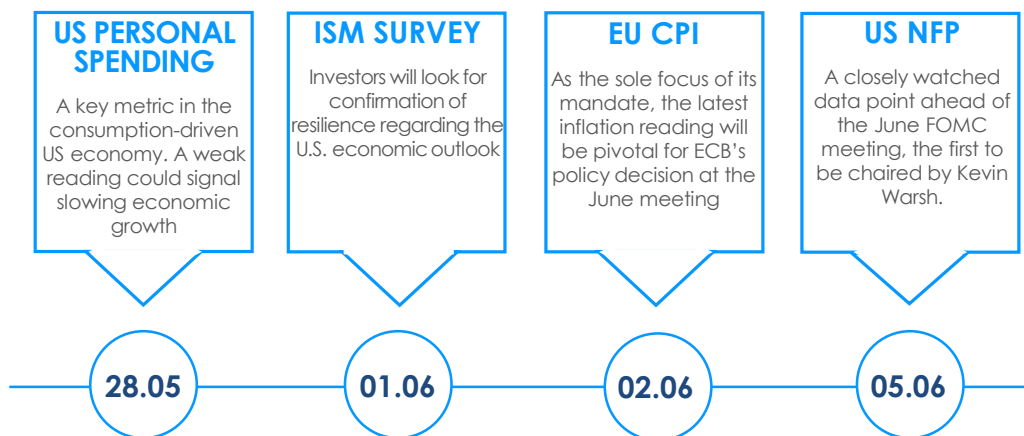 US PERSONAL
SPENDING
A key metric in the
consumption-driven
US economy. A weak
reading could signal
slowing economic
growth
28.05
ISM SURVEY
Investors will look for
confirmation of
resilience regarding the
U.S. economic outlook
01.06
EU CPI
As the sole focus of its
mandate, the latest
inflation reading will
be pivotal for ECB’s
policy decision at the
June meeting
02.06
US NFP
A closely watched
data point ahead of
the June FOMC
meeting, the first to
be chaired by Kevin
Warsh.
05.06